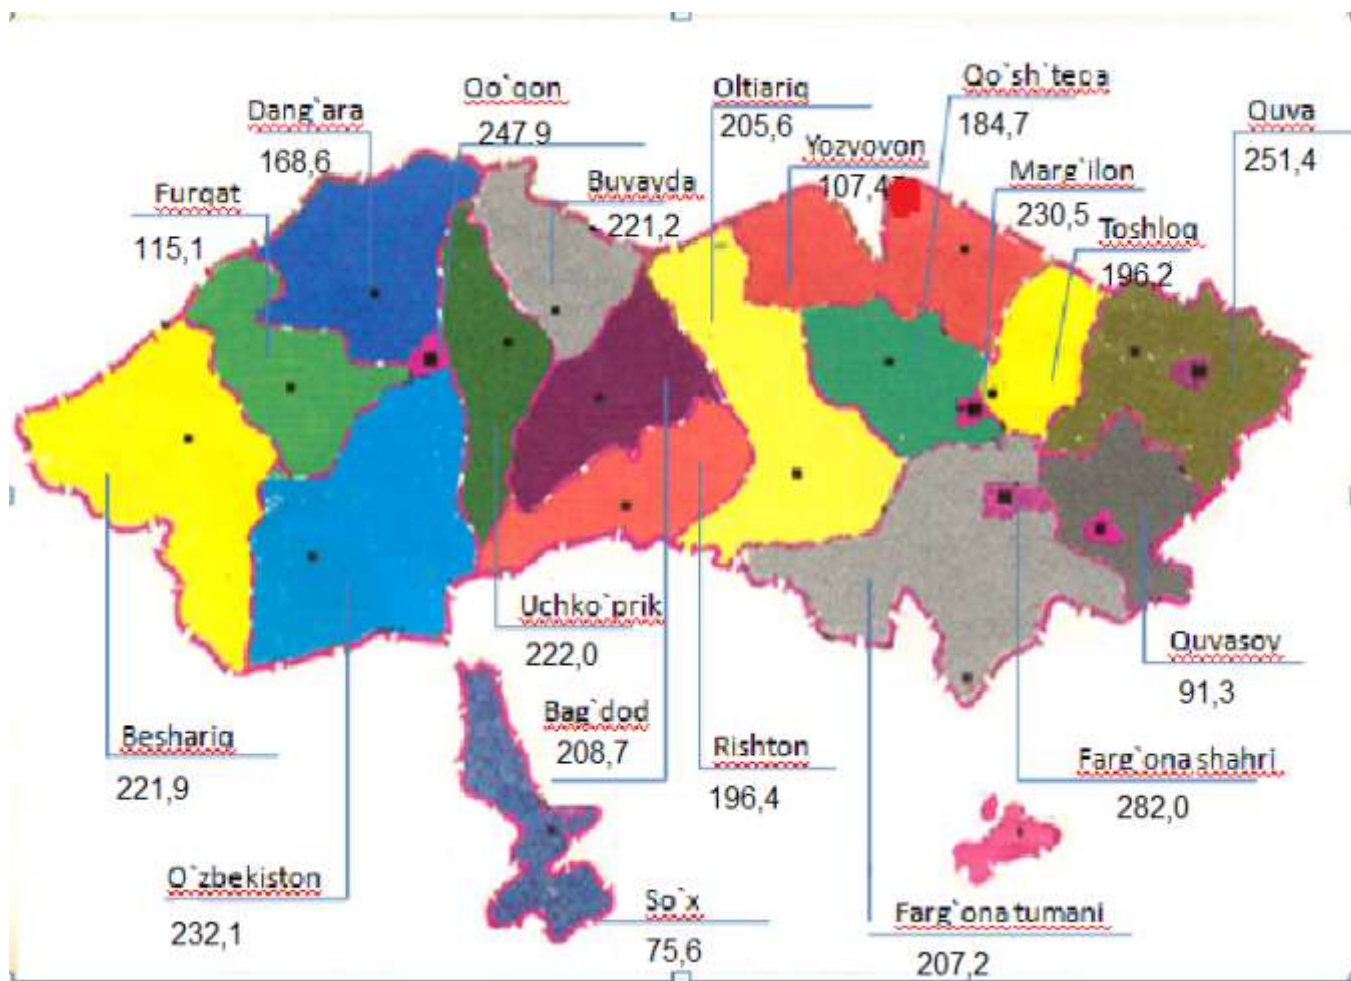 Qo`qon
247.9
Oltiariq
205,6
Qo`sh`tepa
184,7
Dang`ara
168,6
Quva
251,4
Yozyovon
107,4
Marg`ilon
230,5
Furqat
115,1
Buvayda
221,2
Toshloq
196,2
Uchko`prik
222,0
Quvasoy
91,3
Beshariq
221,9
Bag`dod
208,7
Rishton
196,4
Farg`ona shahri
282,0
O`zbekiston
232,1
So`x
75,6
Farg`ona tumani
207,2